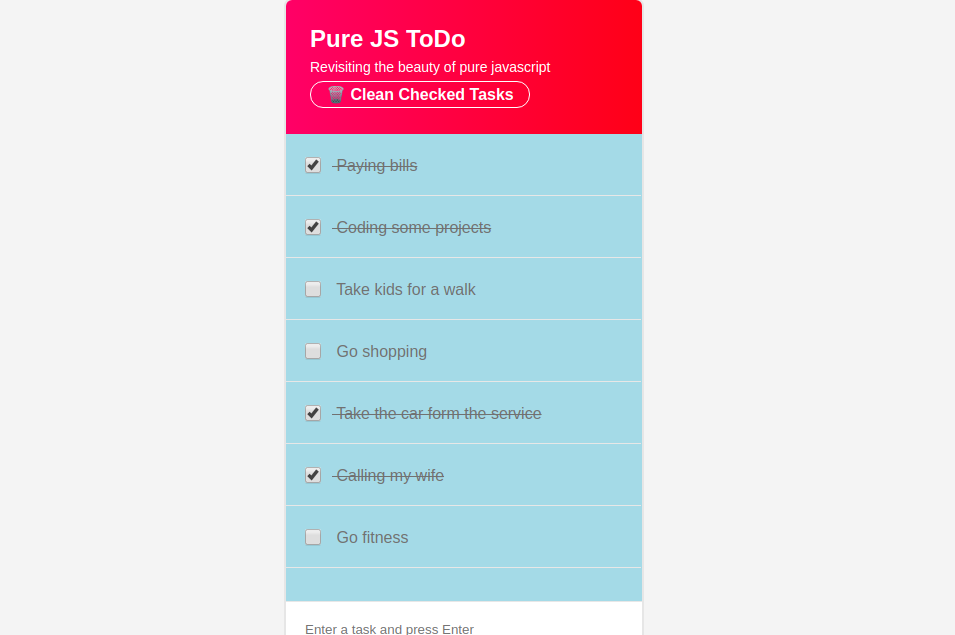 Pure JS ToDo
Revisiting the beauty of pure javascript
Clean Checked Tasks
Paying bills
Coding some projects
Take kids for a walk
Go shopping
Take the car form the service
Calling my wife
Go fitness
Enter a task and press Enter